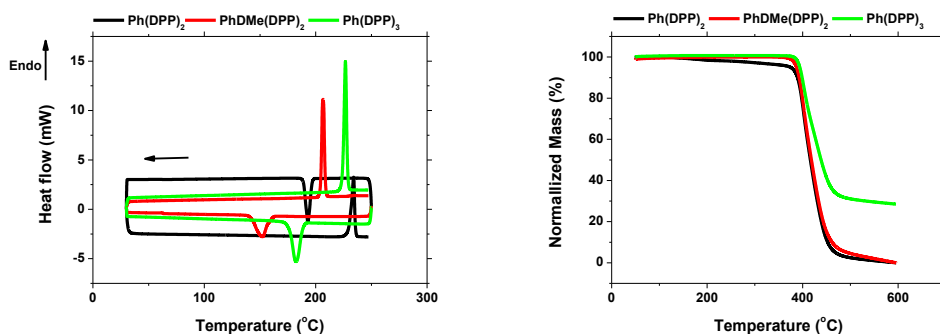 Ph(DPP)₂ PhDMe(DPP)₂ Ph(DPP)₃
Endo
15
10
5
0
-5
Heat flow (mW)
0 100 200 300
Temperature (°C)
Ph(DPP)₂ PhDMe(DPP)₂ Ph(DPP)₃
100
80
60
40
20
0
Normallized Mass (%)
0 200 400 600
Temperature (°C)